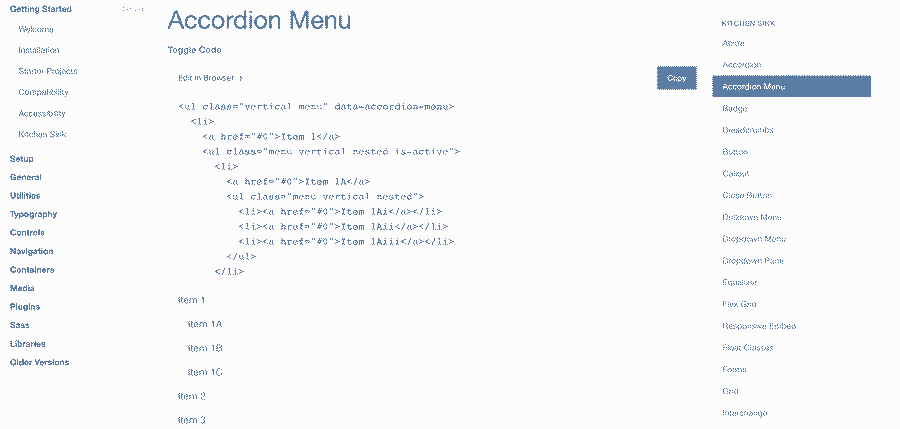 Getting Started
Welcome
Installation
Starter Projects
Compatibility
Accessibility
Kitchen Sink
Setup
General
Utilities
Typography
Controls
Navigation
Containers
Media
Plugins
Sass
Libraries
Older Versions
Accordion Menu
Toggle Code
Edit in Browser
Copy
<ul class="vertical menu" data-accordion-menu>
<li>
<a href="#0">Item 1</a>
<ul class="menu vertical nested is-active">
<li>
<a href="#0">Item 1A</a>
<ul class="menu vertical nested">
<li><a href="#0">Item 1Ai</a></li>
<li><a href="#0">Item 1Aii</a></li>
<li><a href="#0">Item 1Aiii</a></li>
</ul>
</li>
Item 1
Item 1A
Item 1B
Item 1C
Item 2
Item 3
KITCHEN SINK
Abide
Accordion
Accordion Menu
Badge
Breadcrumbs
Button
Callout
Close Button
Drilldown Menu
Dropdown Menu
Dropdown Pane
Equalizer
Flex Grid
Responsive Embed
Float Classes
Forms
Grid
Interchange